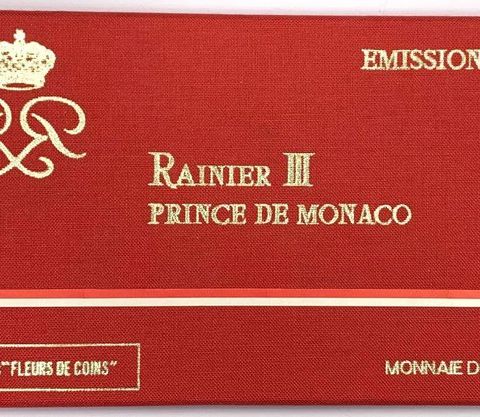 EMISSION
RAINIER III
PRINCE DE MONACO
"FLEURS DE COINS"
MONNAIE D